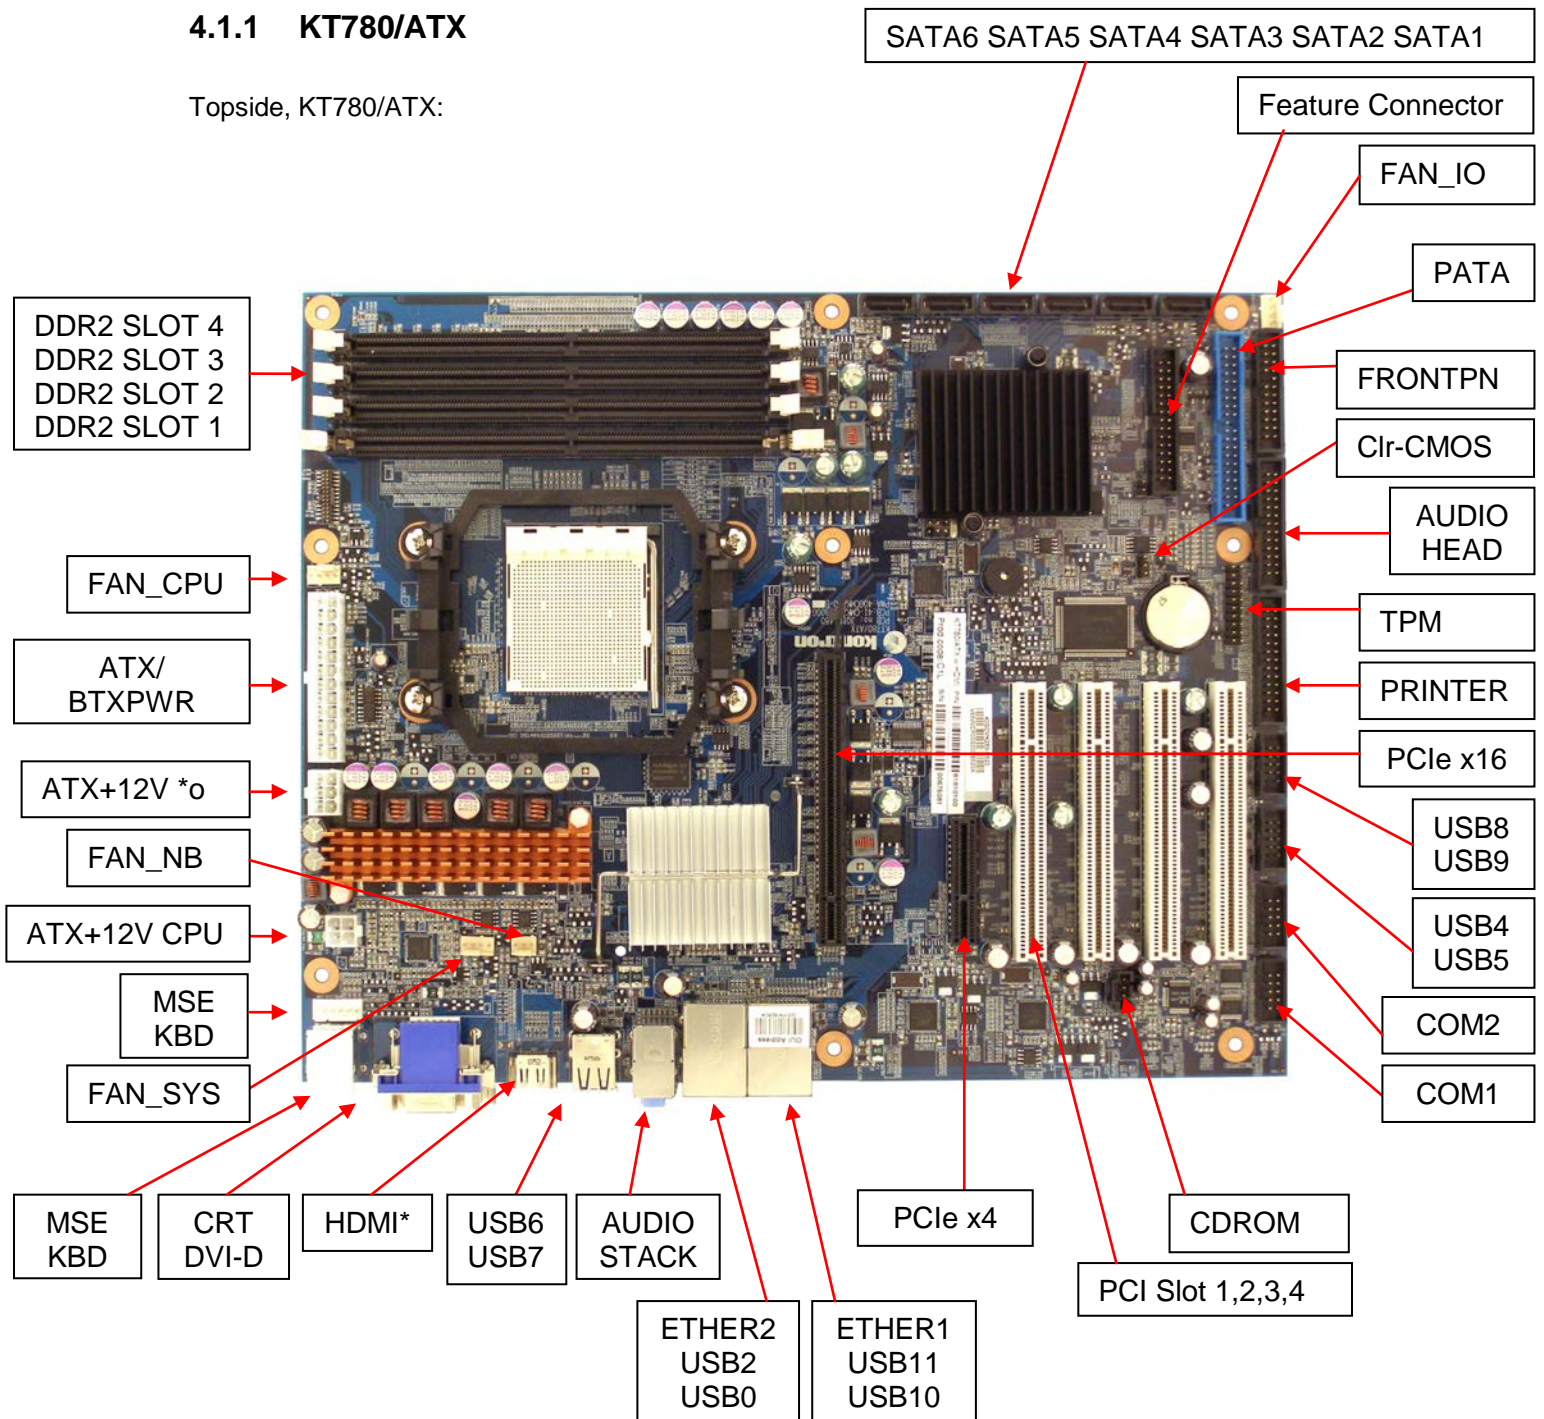 4.1.1 KT780/ATX
SATA6 SATA5 SATA4 SATA3 SATA2 SATA1
Topside, KT780/ATX:
Feature Connector
FAN_IO
PATA
DDR2 SLOT 4
DDR2 SLOT 3
DDR2 SLOT 2
DDR2 SLOT 1
FRONTPN
Clr-CMOS
AUDIO
HEAD
FAN_CPU
TPM
ATX/
BTXPWR
PRINTER
kontron
PCIe x16
ATX+12V *o
USB8
USB9
FAN_NB
ATX+12V CPU
USB4
USB5
MSE
KBD
COM2
FAN_SYS
COM1
MSE
KBD
CRT
DVI-D
HDMI*
USB6
USB7
AUDIO
STACK
PCIe x4
CDROM
PCI Slot 1,2,3,4
ETHER2
USB2
USB0
ETHER1
USB11
USB10